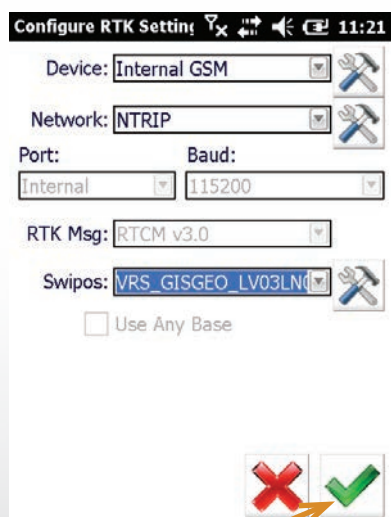 Configure RTK Setting 11:21
Device: Internal GSM
Network: NTRIP
Port: Baud:
Internal 115200
RTK Msg: RTCM v3.0
Swipos: VRS_GISGEO_LV03LN
Use Any Base